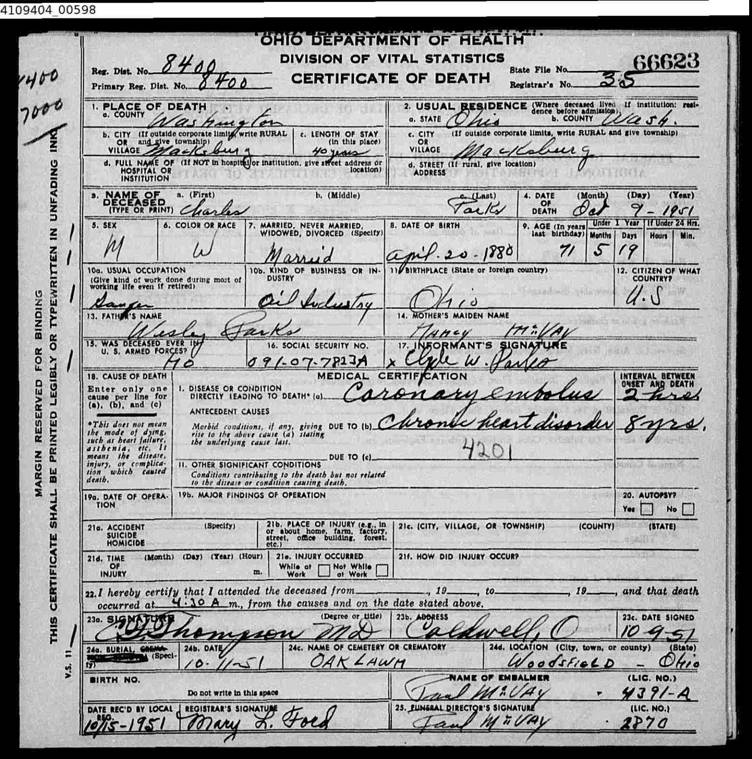 4109404_00598
OHIO DEPARTMENT OF HEALTH
DIVISION OF VITAL STATISTICS
CERTIFICATE OF DEATH
Reg. Dist. No. 8400
Primary Reg. Dist. No. 8400
State File No. 66623
Registrar's No. 35
8400
7000
MARGIN RESERVED FOR BINDING
THIS CERTIFICATE SHALL BE PRINTED LEGIBLY OR TYPEWRITTEN IN UNFADING INK
V.S. 11
1. PLACE OF DEATH
a. COUNTY Washington
2. USUAL RESIDENCE (Where deceased lived. If institution: residence before admission).
a. STATE Ohio b. COUNTY Wash.
b. CITY (If outside corporate limits, write RURAL
OR and give township)
VILLAGE Macksburg
c. LENGTH OF STAY
(in this place)
40 years
c. CITY (If outside corporate limits, write RURAL and give township)
OR
VILLAGE Macksburg
d. FULL NAME OF (If NOT in hospital or institution, give street address or location)
HOSPITAL OR
INSTITUTION
d. STREET (If rural, give location)
ADDRESS
3. NAME OF DECEASED (TYPE OR PRINT)
a. (First) Charles
b. (Middle)
c. (Last) Parks
4. DATE OF DEATH (Month) (Day) (Year)
Oct 9-1951
5. SEX
M
6. COLOR OR RACE
W
7. MARRIED, NEVER MARRIED, WIDOWED, DIVORCED (Specify)
Married
8. DATE OF BIRTH
April-20-1880
9. AGE (In years last birthday) 71
Under 1 Year Months 5 Days 19
If Under 24 Hrs. Hours Min.
10a. USUAL OCCUPATION
(Give kind of work done during most of working life even if retired)
Gauger
10b. KIND OF BUSINESS OR INDUSTRY
Oil Industry
11. BIRTHPLACE (State or foreign country)
Ohio
12. CITIZEN OF WHAT COUNTRY?
U.S
13. FATHER'S NAME
Wesley Parks
14. MOTHER'S MAIDEN NAME
Nancy McVay
15. WAS DECEASED EVER IN U. S. ARMED FORCES?
No
16. SOCIAL SECURITY NO.
091-07-7813A
17. INFORMANT'S SIGNATURE
x Clyde W. Parks
18. CAUSE OF DEATH
Enter only one cause per line for (a), (b), and (c)
*This does not mean the mode of dying, such as heart failure, asthenia, etc. It means the disease, injury, or complication which caused death.
MEDICAL CERTIFICATION
INTERVAL BETWEEN ONSET AND DEATH
I. DISEASE OR CONDITION
DIRECTLY LEADING TO DEATH* (a) Coronary embolus 2 hrs
ANTECEDENT CAUSES
Morbid conditions, if any, giving rise to the above cause (a) stating the underlying cause last.
DUE TO (b) Chronic heart disorder 8 yrs.
DUE TO (c)
4201
II. OTHER SIGNIFICANT CONDITIONS
Conditions contributing to the death but not related to the disease or condition causing death.
19a. DATE OF OPERATION
19b. MAJOR FINDINGS OF OPERATION
20. AUTOPSY?
Yes No
21a. ACCIDENT (Specify)
SUICIDE
HOMICIDE
21b. PLACE OF INJURY (e.g., in or about home, farm, factory, street, office building, forest, etc.)
21c. (CITY, VILLAGE, OR TOWNSHIP) (COUNTY) (STATE)
21d. TIME (Month) (Day) (Year) (Hour)
OF
INJURY m.
21e. INJURY OCCURRED
While at Work Not While at Work
21f. HOW DID INJURY OCCUR?
22. I hereby certify that I attended the deceased from , 19 , to , 19 , and that death
occurred at 4:30 A m., from the causes and on the date stated above.
23a. SIGNATURE (Degree or title)
Thompson MD
23b. ADDRESS
Caldwell, O
23c. DATE SIGNED
10-9-51
24a. BURIAL, (Specify)
24b. DATE
10-11-51
24c. NAME OF CEMETERY OR CREMATORY
OAK LAWN
24d. LOCATION (City, town, or county) (State)
WOODSFIELD - Ohio
BIRTH NO.
Do not write in this space
NAME OF EMBALMER (LIC. NO.)
Paul McVay - 4391-A
DATE REC'D BY LOCAL REG.
10/15-1951
REGISTRAR'S SIGNATURE
Mary L. Ford
25. FUNERAL DIRECTOR'S SIGNATURE (LIC. NO.)
Paul McVay - 2870